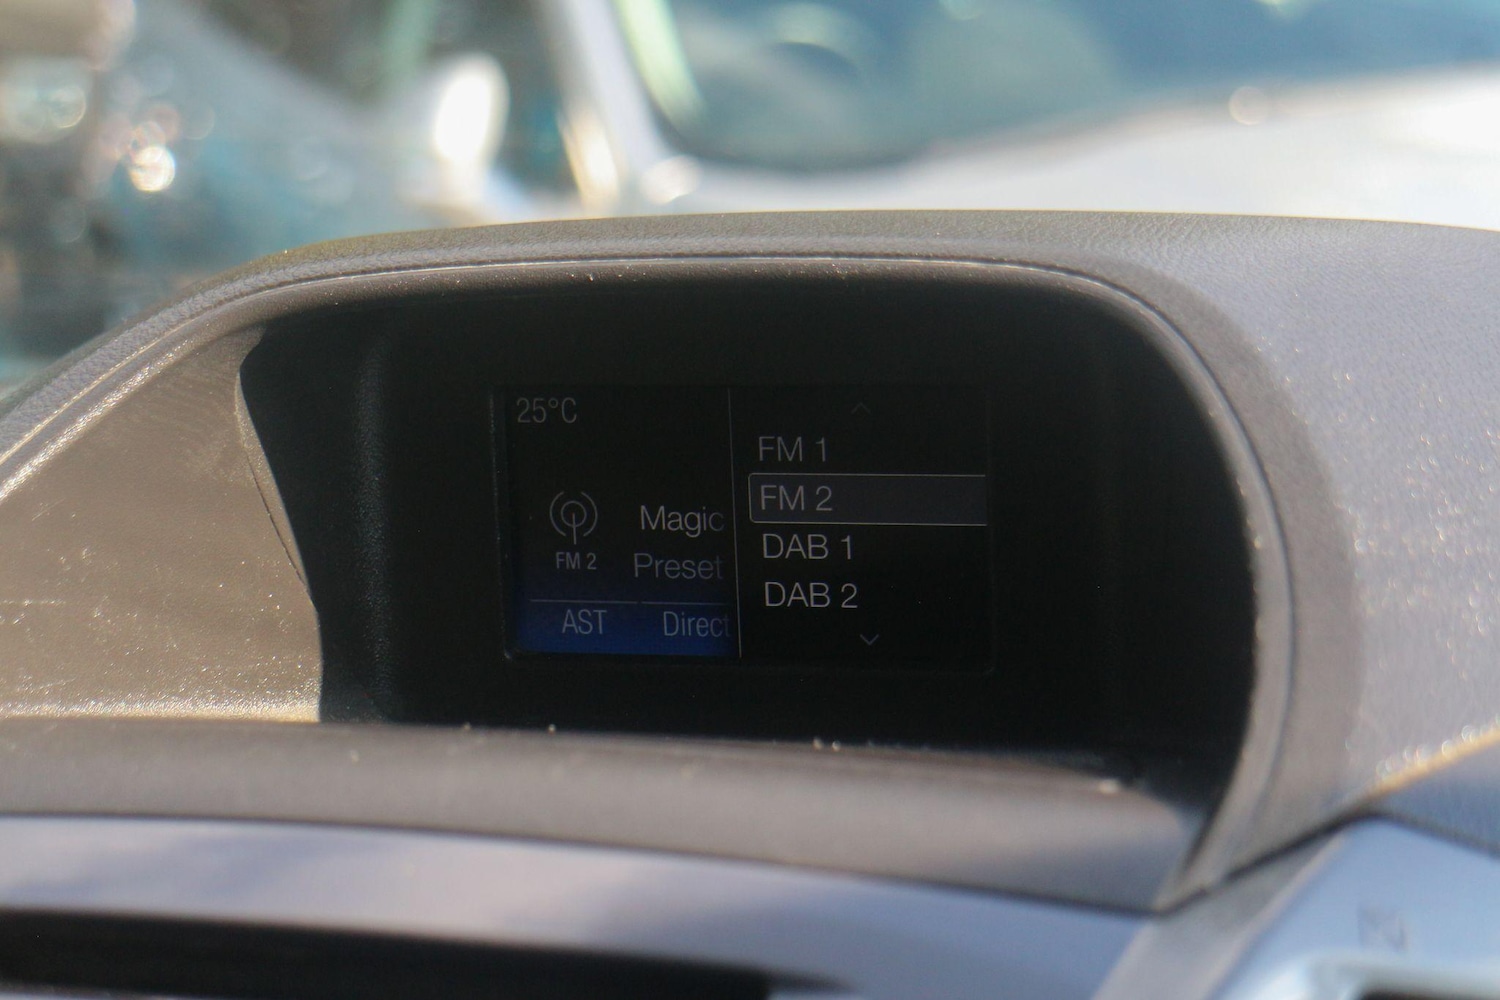 25°C
FM 1
FM 2
DAB 1
DAB 2
Magic
FM 2
Preset
AST
Direct